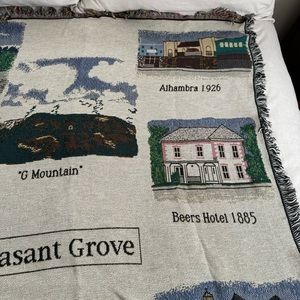 Alhambra 1926
"G Mountain"
Beers Hotel 1885
asant Grove